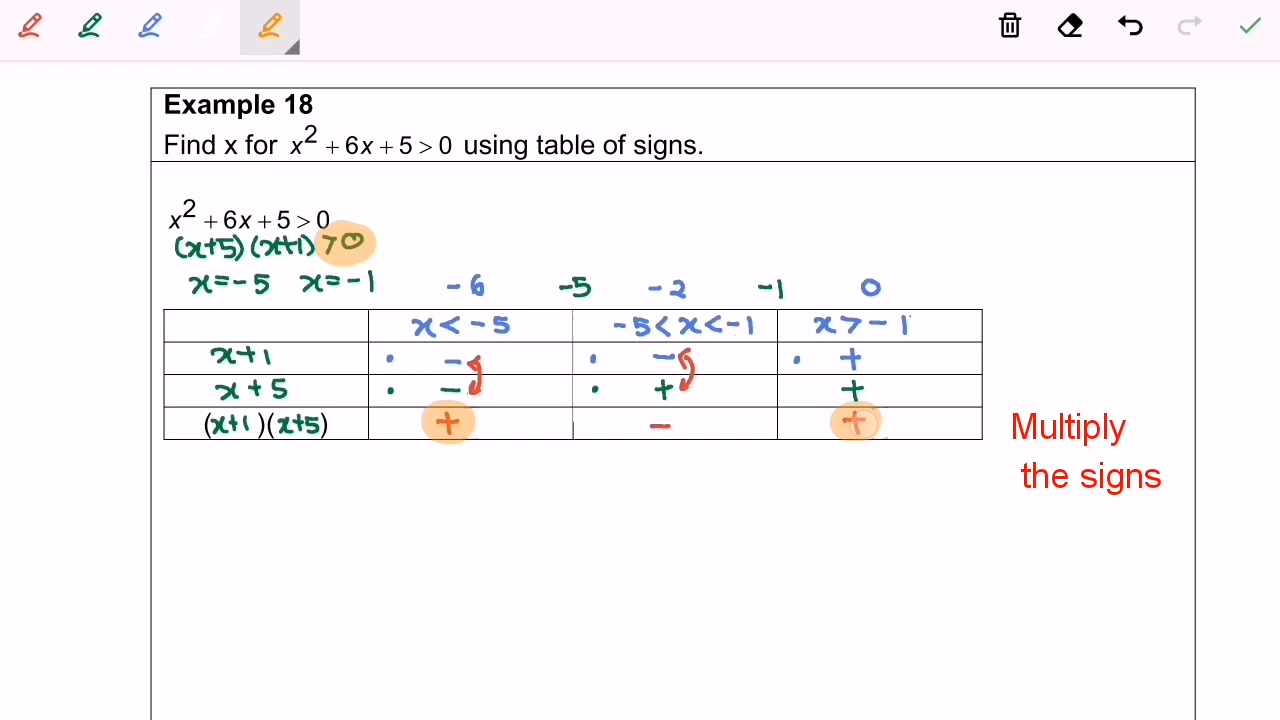 Example 18
Find x for x² + 6x + 5 > 0 using table of signs.
x² + 6x + 5 > 0
(x+5) (x+1) >0
x=-5 x=-1 -6 -5 -2 -1 0
x < -5 -5 < x < -1 x > -1
x+1 - - +
x+5 - + +
(x+1)(x+5) + - +
Multiply
the signs